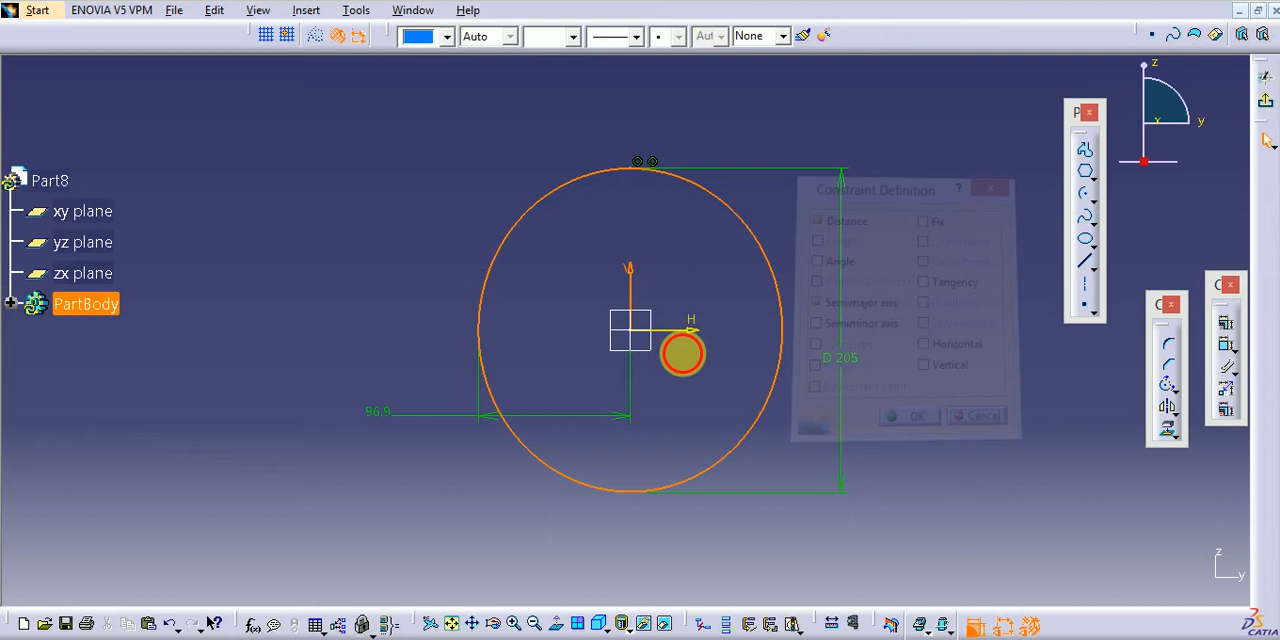 Start ENOVIA V5 VPM File Edit View Insert Tools Window Help
Auto Aut None
z
x y
P x
Part8
xy plane
yz plane
zx plane
PartBody
Constraint Definition ? x
Distance Fix
Angle
Tangency
Semimajor axis
Semiminor axis
Horizontal
Vertical
OK Cancel
V
H
D 205
96.9
C x
C x
z
y
f(x)
CATIA